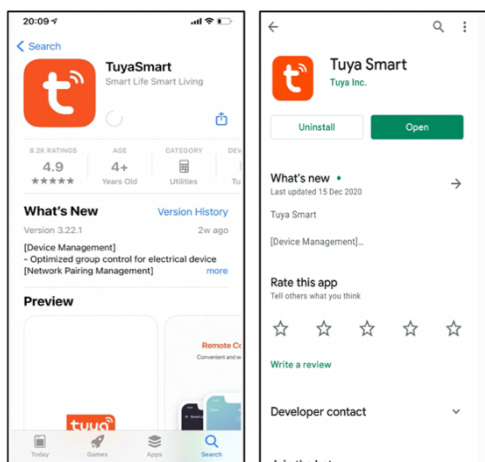 20:09
Search
TuyaSmart
Smart Life Smart Living
8.2K RATINGS
AGE
CATEGORY
4.9
4+
★★★★★
Years Old
Utilities
What's New
Version History
Version 3.22.1
2w ago
[Device Management]
- Optimized group control for electrical device
[Network Pairing Management]
more
Preview
tuya
Remote
Convenient and
Today
Games
Apps
Search
Tuya Smart
Tuya Inc.
Uninstall
Open
What's new •
Last updated 15 Dec 2020
Tuya Smart
[Device Management]...
Rate this app
Tell others what you think
Write a review
Developer contact